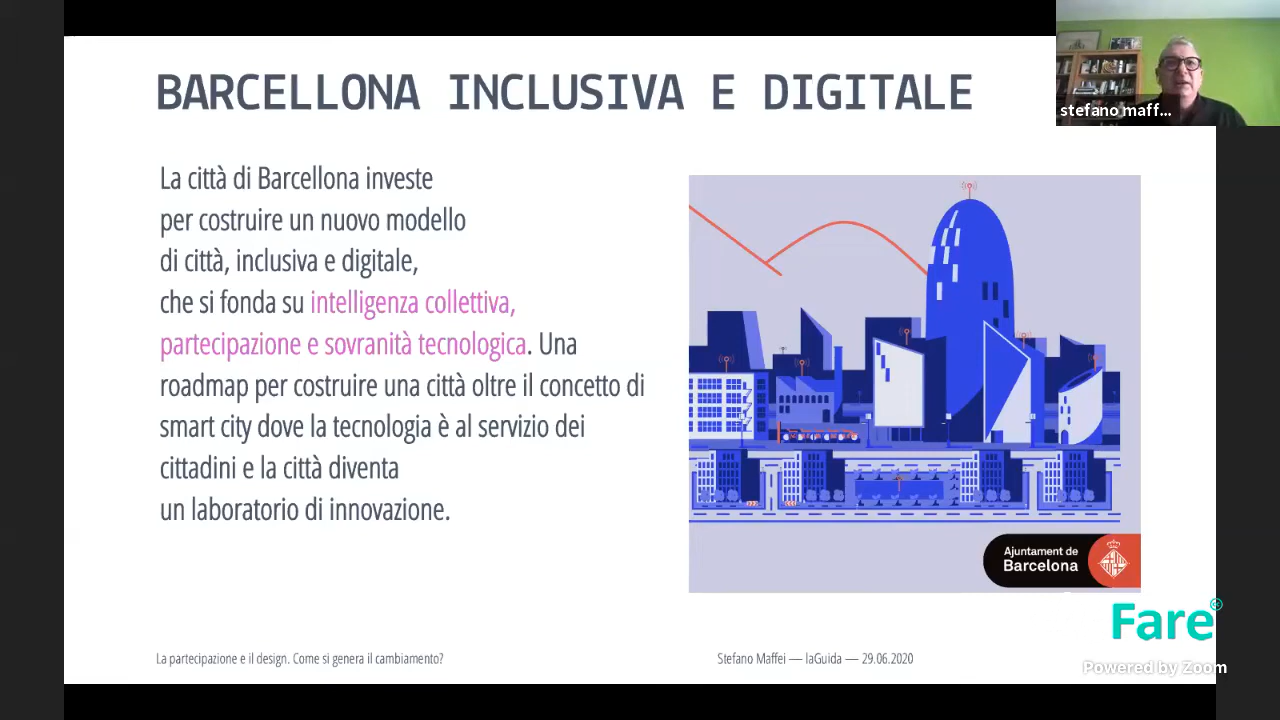 BARCELLONA INCLUSIVA E DIGITALE
stefano maff...
La città di Barcellona investe
per costruire un nuovo modello
di città, inclusiva e digitale,
che si fonda su intelligenza collettiva,
partecipazione e sovranità tecnologica. Una
roadmap per costruire una città oltre il concetto di
smart city dove la tecnologia è al servizio dei
cittadini e la città diventa
un laboratorio di innovazione.
Ajuntament de
Barcelona
Fare
cc
La partecipazione e il design. Come si genera il cambiamento?
Stefano Maffei — laGuida — 29.06.2020
Powered by Zoom